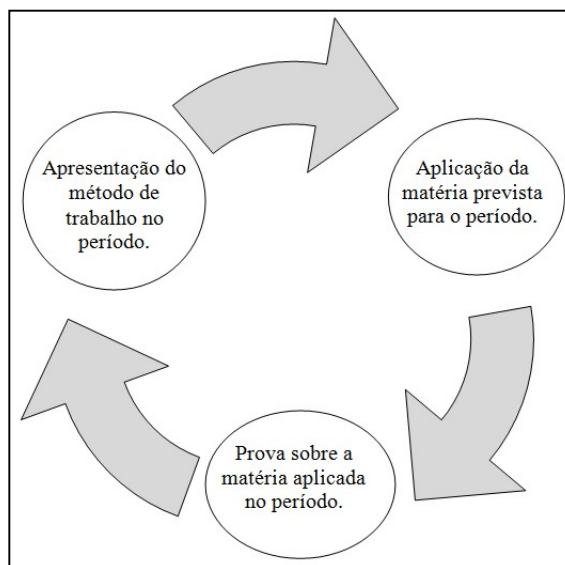 Apresentação do
método de
trabalho no
período.
Aplicação da
matéria prevista
para o período.
Prova sobre a
matéria aplicada
no período.